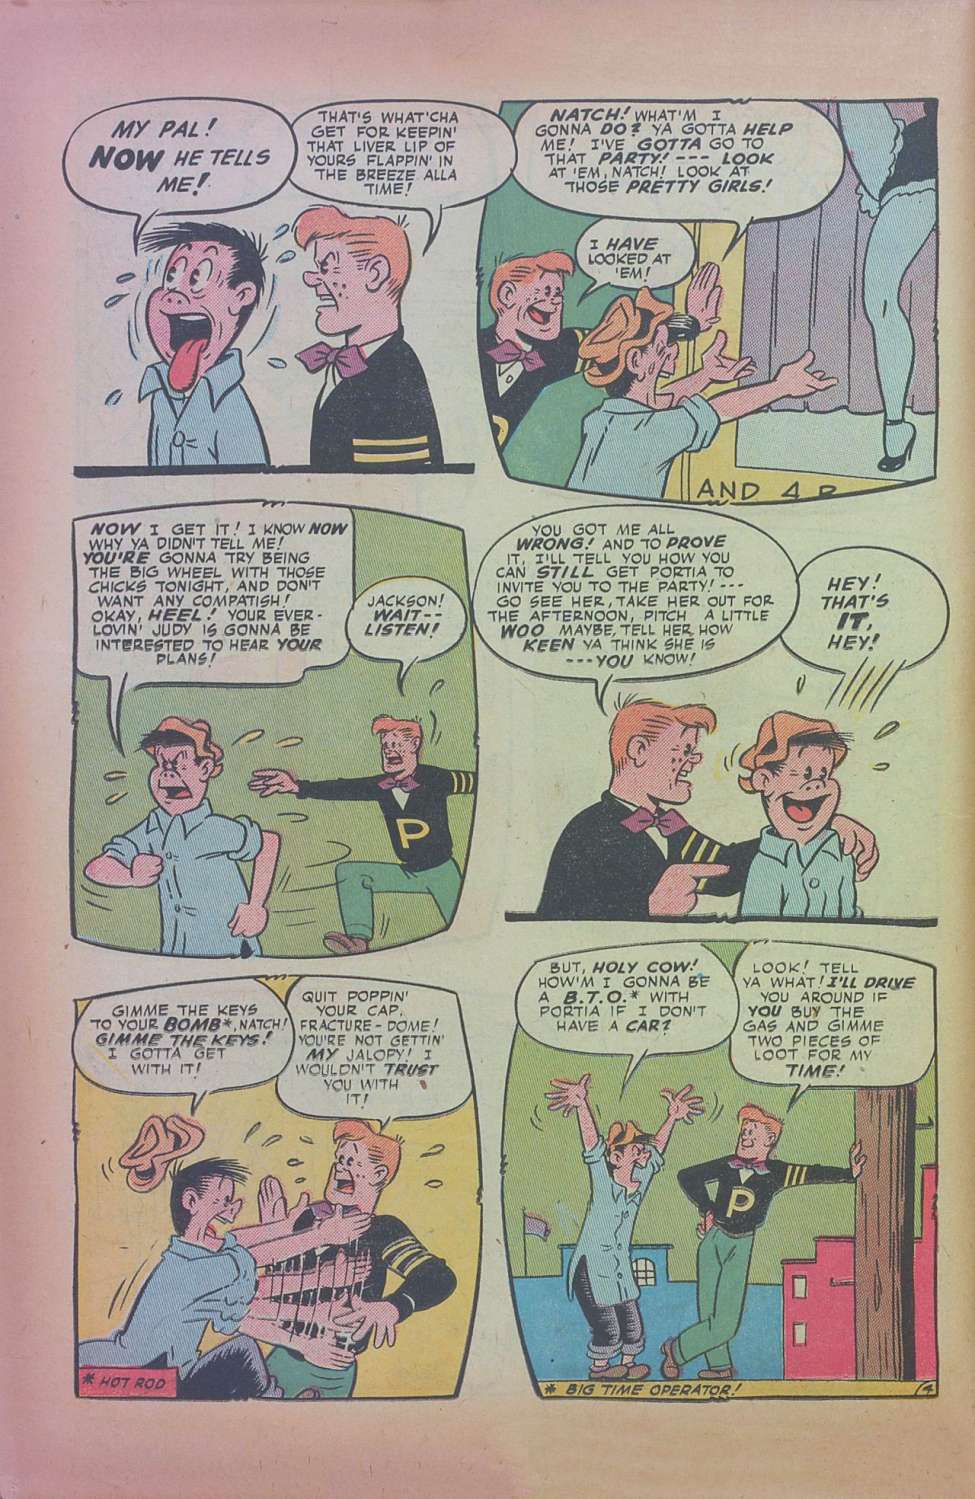 MY PAL!
NOW HE TELLS
ME!
THAT'S WHAT'CHA
GET FOR KEEPIN'
THAT LIVER LIP OF
YOURS FLAPPIN' IN
THE BREEZE ALLA
TIME!
NATCH! WHAT'M I
GONNA DO? YA GOTTA HELP
ME! I'VE GOTTA GO TO
THAT PARTY! --- LOOK
AT 'EM, NATCH! LOOK AT
THOSE PRETTY GIRLS!
I HAVE
LOOKED AT
'EM!
AND 4 B
NOW I GET IT! I KNOW NOW
WHY YA DIDN'T TELL ME!
YOU'RE GONNA TRY BEING
THE BIG WHEEL WITH THOSE
CHICKS TONIGHT, AND DON'T
WANT ANY COMPATISH!
OKAY, HEEL! YOUR EVER-
LOVIN' JUDY IS GONNA BE
INTERESTED TO HEAR YOUR
PLANS!
JACKSON!
WAIT--
LISTEN!
P
YOU GOT ME ALL
WRONG! AND TO PROVE
IT, I'LL TELL YOU HOW YOU
CAN STILL GET PORTIA TO
INVITE YOU TO THE PARTY! ---
GO SEE HER, TAKE HER OUT FOR
THE AFTERNOON, PITCH A LITTLE
WOO MAYBE, TELL HER HOW
KEEN YA THINK SHE IS
---YOU KNOW!
HEY!
THAT'S
IT,
HEY!
GIMME THE KEYS
TO YOUR BOMB*, NATCH!
GIMME THE KEYS!
I GOTTA GET
WITH IT!
QUIT POPPIN'
YOUR CAP,
FRACTURE-DOME!
YOU'RE NOT GETTIN'
MY JALOPY! I
WOULDN'T TRUST
YOU WITH
IT!
* HOT ROD
BUT, HOLY COW!
HOW'M I GONNA BE
A B.T.O.* WITH
PORTIA IF I DON'T
HAVE A CAR?
LOOK! TELL
YA WHAT! I'LL DRIVE
YOU AROUND IF
YOU BUY THE
GAS AND GIMME
TWO PIECES OF
LOOT FOR MY
TIME!
P
* BIG TIME OPERATOR!
4